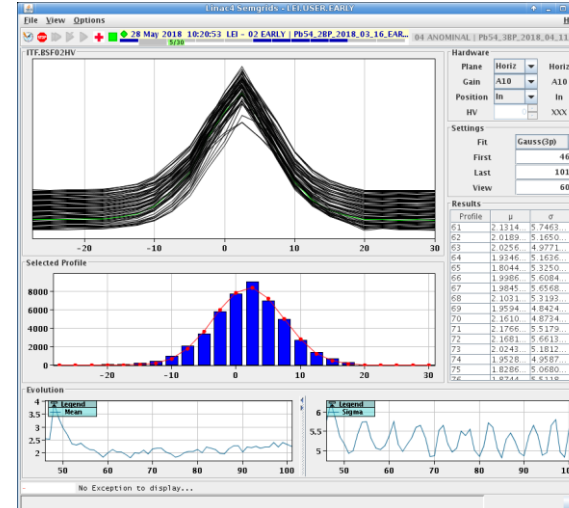 Linac4 Semgrids - LEI.USER.EARLY
File View Options H
28 May 2018 10:20:53 LEI - 02 EARLY | Pb54_2BP_2018_03_16_EAR...
5/30
04 ANOMINAL | Pb54_3BP_2018_04_11
ITF.BSF02HV
-20 -10 0 10 20 30
Selected Profile
8000
6000
4000
2000
0
-20 -10 0 10 20 30
Hardware
Plane Horiz Horiz
Gain A10 A10
Position In In
HV 0 XXX
Settings
Fit Gauss(3p)
First 46
Last 101
View 60
Results
Profile μ σ
61 2.1314... 5.7463...
62 2.0189... 5.1650...
63 2.0256... 4.9771...
64 1.9346... 5.1636...
65 1.8044... 5.3250...
66 1.9986... 5.6084...
67 1.9845... 5.6568...
68 2.1031... 5.3193...
69 1.9594... 4.8424...
70 2.1610... 4.8734...
71 2.1766... 5.5179...
72 2.1681... 5.6613...
73 2.0243... 5.1812...
74 1.9528... 4.9587...
75 1.8286... 5.0680...
76 1.8744... 5.5118...
Evolution
Legend
Mean
4
3.5
3
2.5
2
50 60 70 80 90 100
Legend
Sigma
6
5.5
5
50 60 70 80 90 10
No Exception to display...